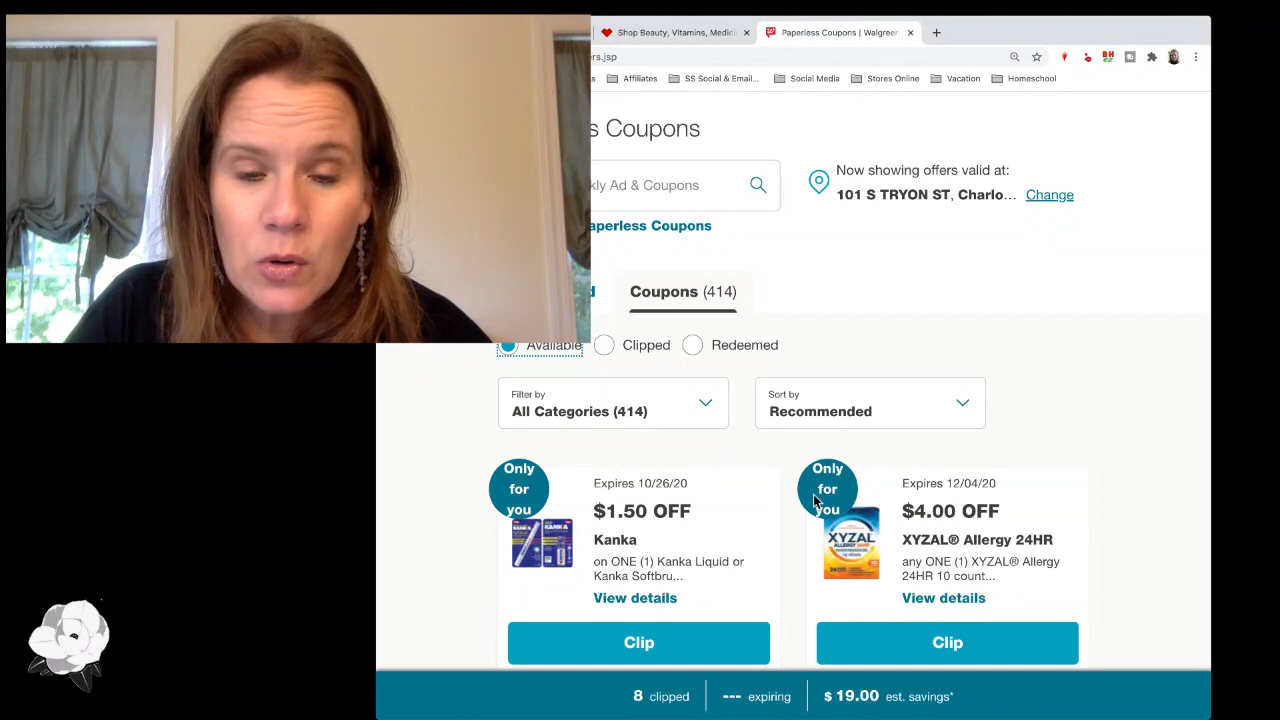 Shop Beauty, Vitamins, Medici
Paperless Coupons | Walgreen
ers.jsp
Affiliates
SS Social & Email...
Social Media
Stores Online
Vacation
Homeschool
s Coupons
kly Ad & Coupons
Now showing offers valid at:
101 S TRYON ST, Charlo... Change
aperless Coupons
Coupons (414)
Available
Clipped
Redeemed
Filter by
All Categories (414)
Sort by
Recommended
Only
for
you
Expires 10/26/20
$1.50 OFF
KANKA
Kanka
on ONE (1) Kanka Liquid or
Kanka Softbru...
View details
Clip
Only
for
you
Expires 12/04/20
$4.00 OFF
XYZAL
XYZAL® Allergy 24HR
any ONE (1) XYZAL® Allergy
24HR 10 count...
View details
Clip
8 clipped
--- expiring
$ 19.00 est. savings*